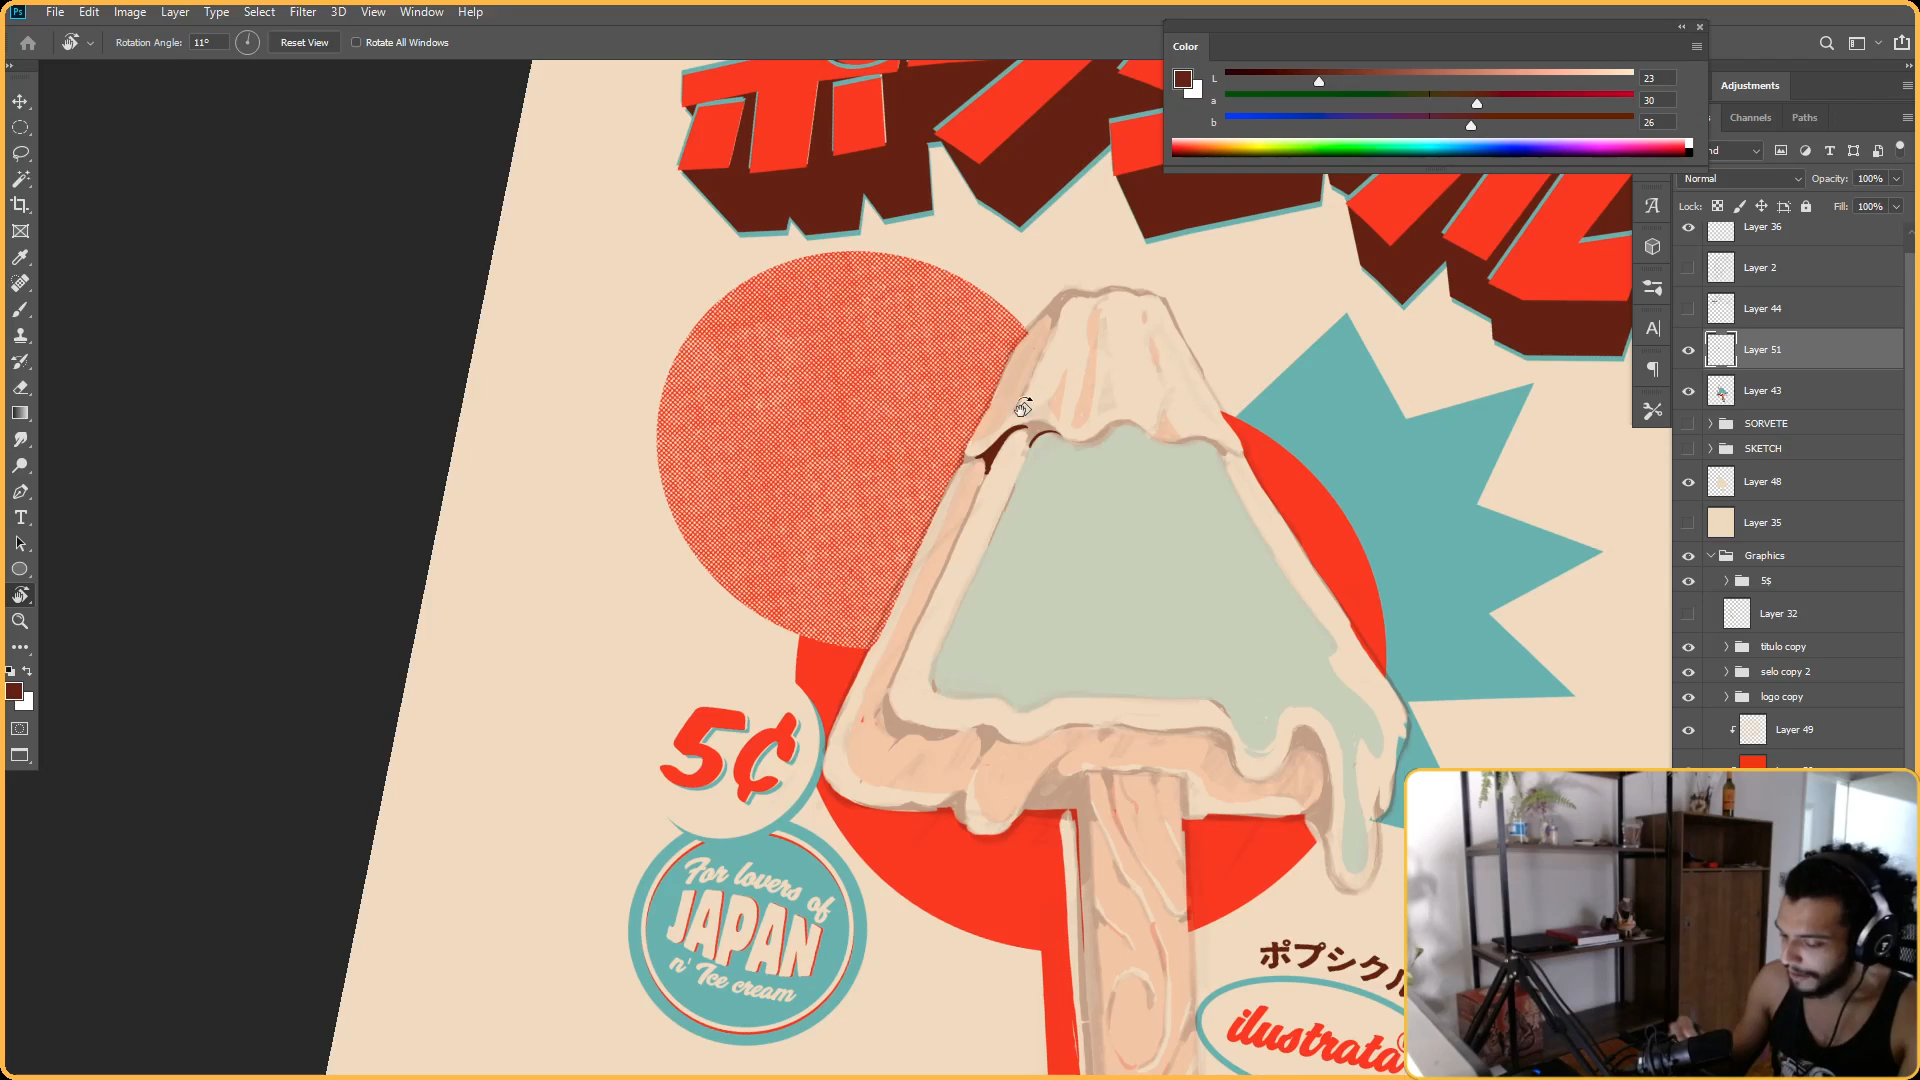 Ps File Edit Image Layer Type Select Filter 3D View Window Help
Rotation Angle: 11° Reset View Rotate All Windows
Color
L 23
a 30
b 26
Adjustments
Channels Paths
Normal Opacity: 100%
Lock: Fill: 100%
Layer 36
Layer 2
Layer 44
Layer 51
Layer 43
SORVETE
SKETCH
Layer 48
Layer 35
Graphics
5$
Layer 32
titulo copy
selo copy 2
logo copy
Layer 49
5¢
For lovers of
JAPAN
n' Ice cream
ポプシクル
ilustrata